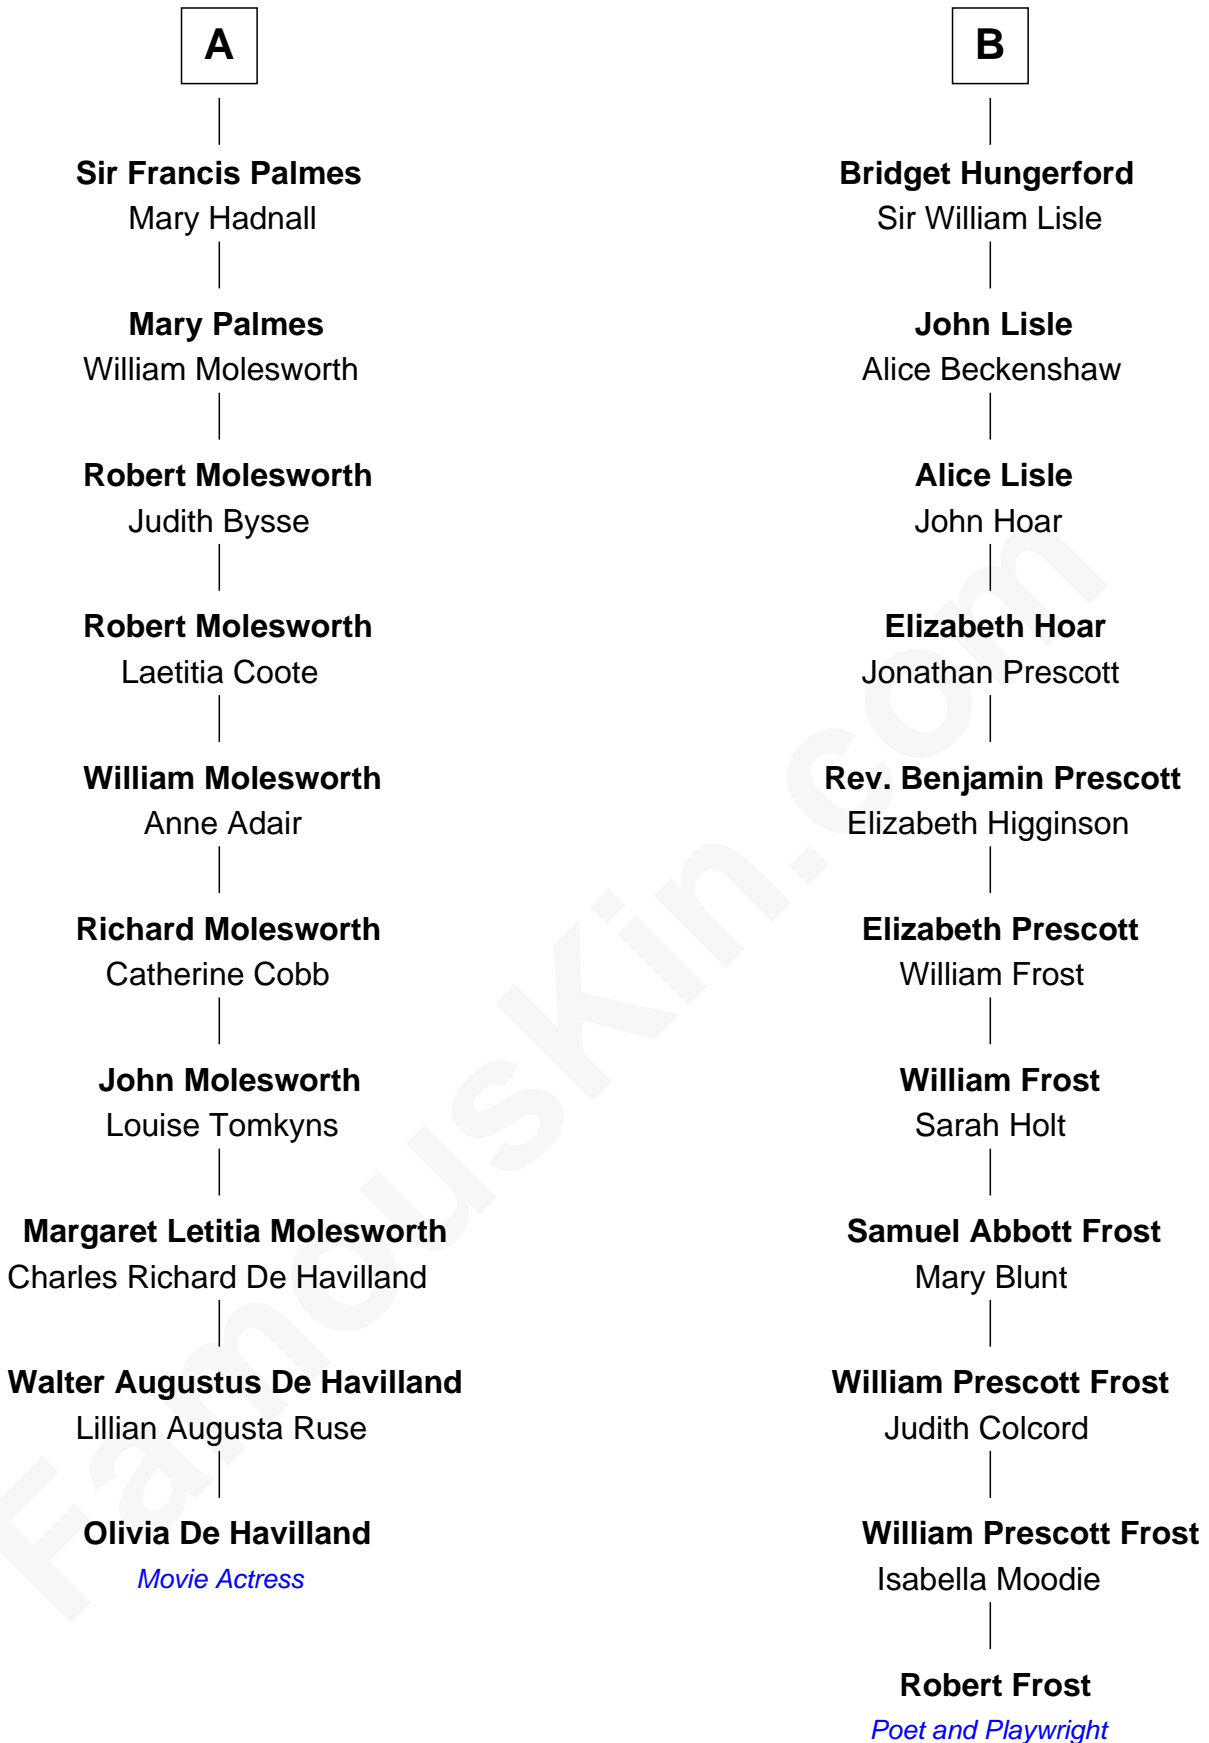 A
Sir Francis Palmes
Mary Hadnall
Mary Palmes
William Molesworth
Robert Molesworth
Judith Bysse
Robert Molesworth
Laetitia Coote
William Molesworth
Anne Adair
Richard Molesworth
Catherine Cobb
John Molesworth
Louise Tomkyns
Margaret Letitia Molesworth
Charles Richard De Havilland
Walter Augustus De Havilland
Lillian Augusta Ruse
Olivia De Havilland
Movie Actress
B
Bridget Hungerford
Sir William Lisle
John Lisle
Alice Beckenshaw
Alice Lisle
John Hoar
Elizabeth Hoar
Jonathan Prescott
Rev. Benjamin Prescott
Elizabeth Higginson
Elizabeth Prescott
William Frost
William Frost
Sarah Holt
Samuel Abbott Frost
Mary Blunt
William Prescott Frost
Judith Colcord
William Prescott Frost
Isabella Moodie
Robert Frost
Poet and Playwright
FamousKin.com